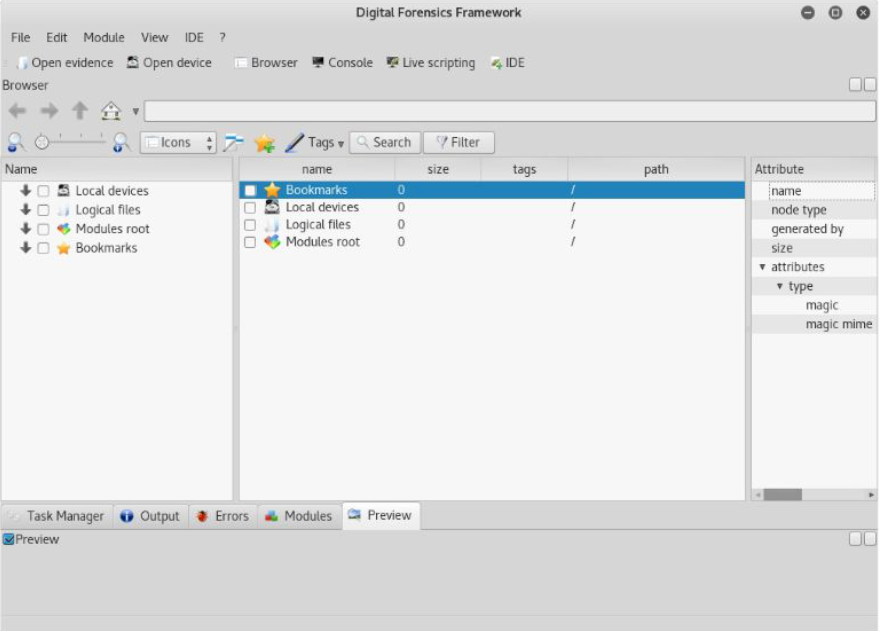 Digital Forensics Framework
File Edit Module View IDE ?
Open evidence Open device Browser Console Live scripting IDE
Browser
Icons Tags Search Filter
Name name size tags path Attribute
Local devices Bookmarks 0 / name
Logical files Local devices 0 / node type
Modules root Logical files 0 / generated by
Bookmarks Modules root 0 / size
attributes
type
magic
magic mime
Task Manager Output Errors Modules Preview
Preview